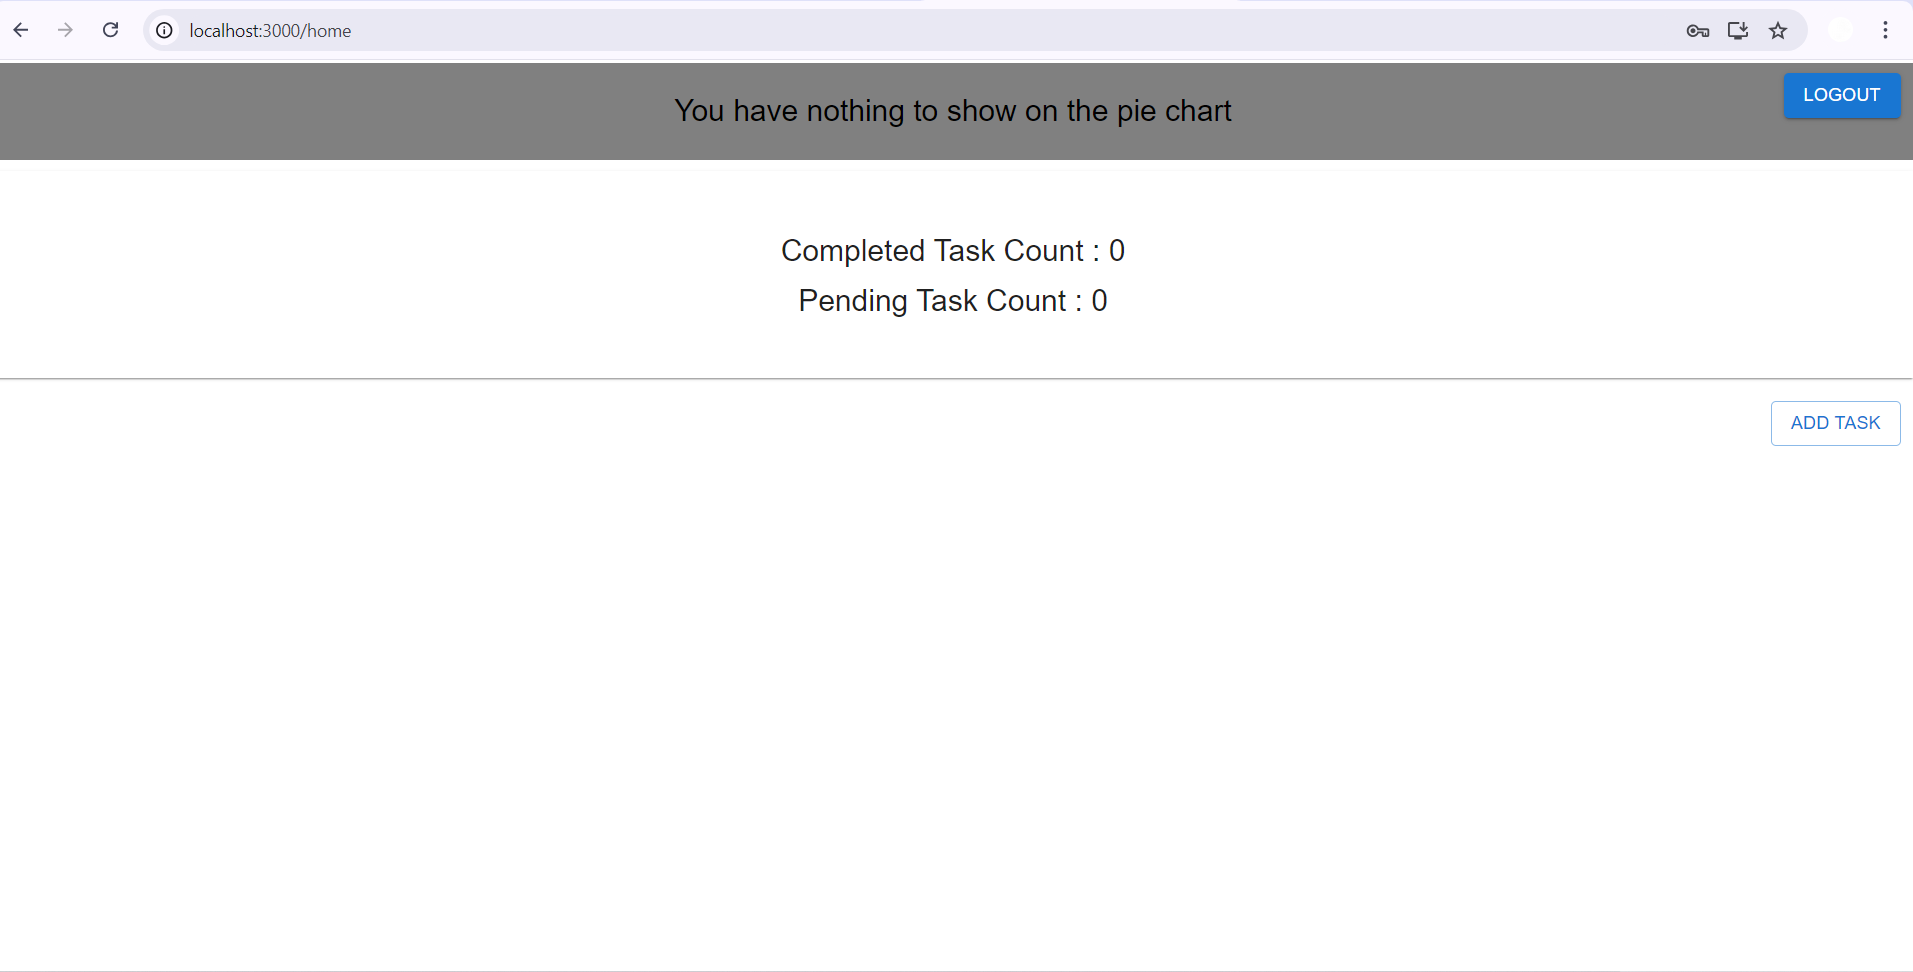 localhost:3000/home
You have nothing to show on the pie chart
LOGOUT
Completed Task Count : 0
Pending Task Count : 0
ADD TASK